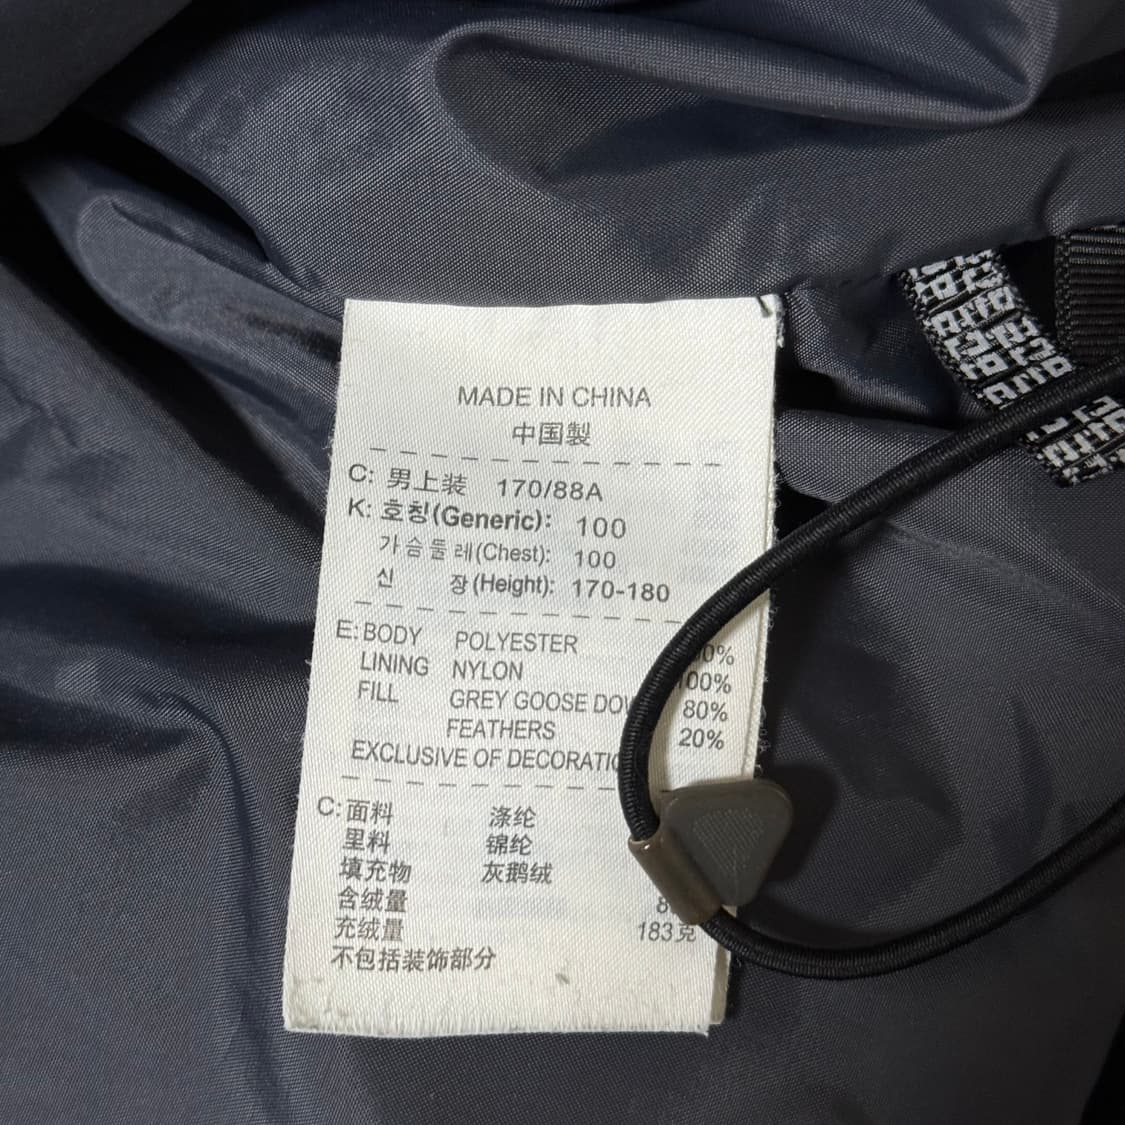 MADE IN CHINA
中国製
C: 男上装 170/88A
K: 호칭(Generic): 100
가슴둘레(Chest): 100
신 장(Height): 170-180
E: BODY POLYESTER
LINING NYLON 100%
FILL GREY GOOSE 80%
FEATHERS 20%
EXCLUSIVE OF
C: 面料 涤纶
里料 锦纶
填充物 灰鹅绒
含绒量
充绒量 183克
不包括装饰部分